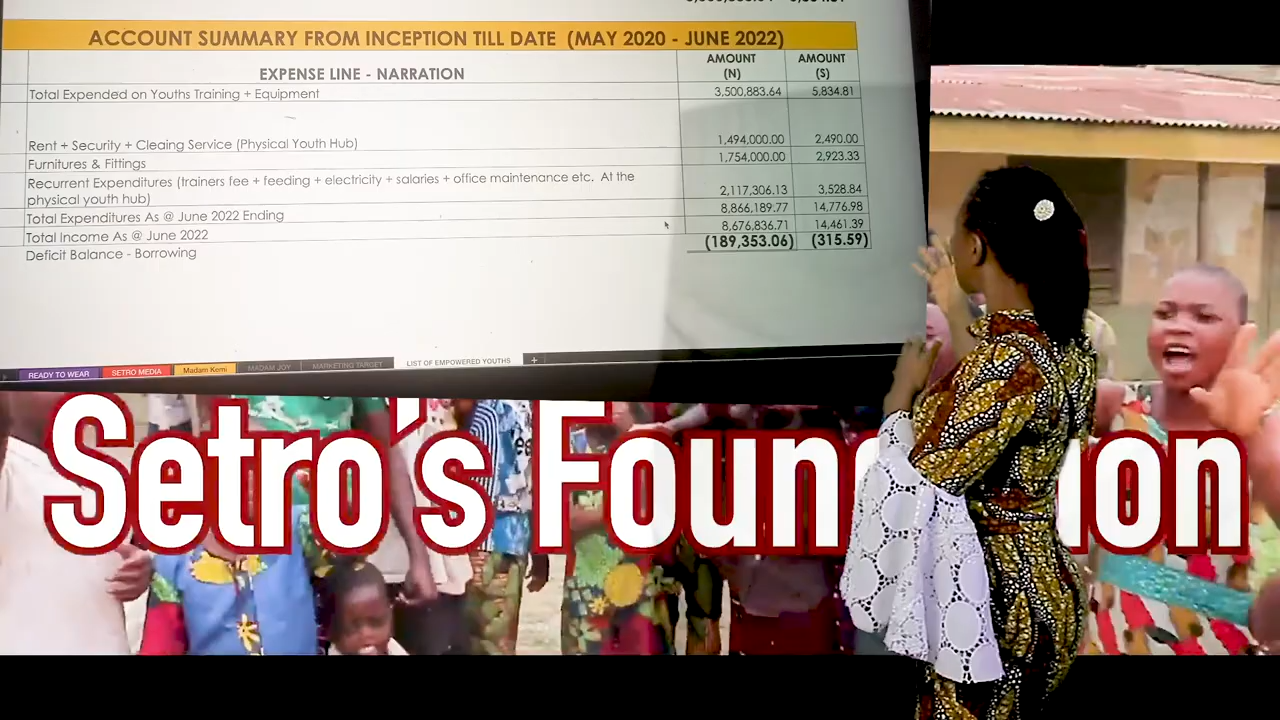 ACCOUNT SUMMARY FROM INCEPTION TILL DATE (MAY 2020 - JUNE 2022)
EXPENSE LINE - NARRATION AMOUNT (N) AMOUNT (S)
Total Expended on Youths Training + Equipment 3,500,883.64 5,834.81
Rent + Security + Cleaing Service (Physical Youth Hub) 1,494,000.00 2,490.00
Furnitures & Fittings 1,754,000.00 2,923.33
Recurrent Expenditures (trainers fee + feeding + electricity + salaries + office maintenance etc. At the
physical youth hub) 2,117,306.13 3,528.84
Total Expenditures As @ June 2022 Ending 8,866,189.77 14,776.98
Total Income As @ June 2022 8,676,836.71 14,461.39
Deficit Balance - Borrowing (189,353.06) (315.59)
READY TO WEAR SETRO MEDIA Madam Kemi MADAM JOY MARKETING TARGET LIST OF EMPOWERED YOUTHS +
Setro's Foun ion